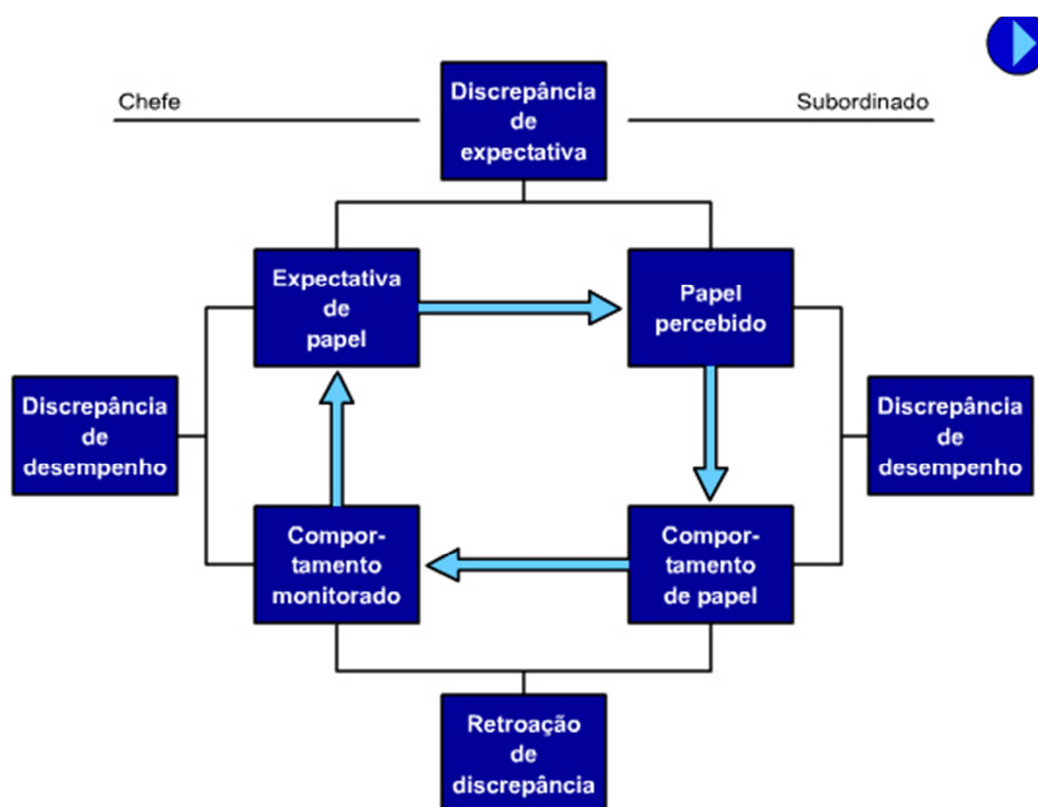 Chefe
Discrepância
de
expectativa
Subordinado
Expectativa
de
papel
Papel
percebido
Discrepância
de
desempenho
Discrepância
de
desempenho
Compor-
tamento
monitorado
Compor-
tamento
de papel
Retroação
de
discrepância